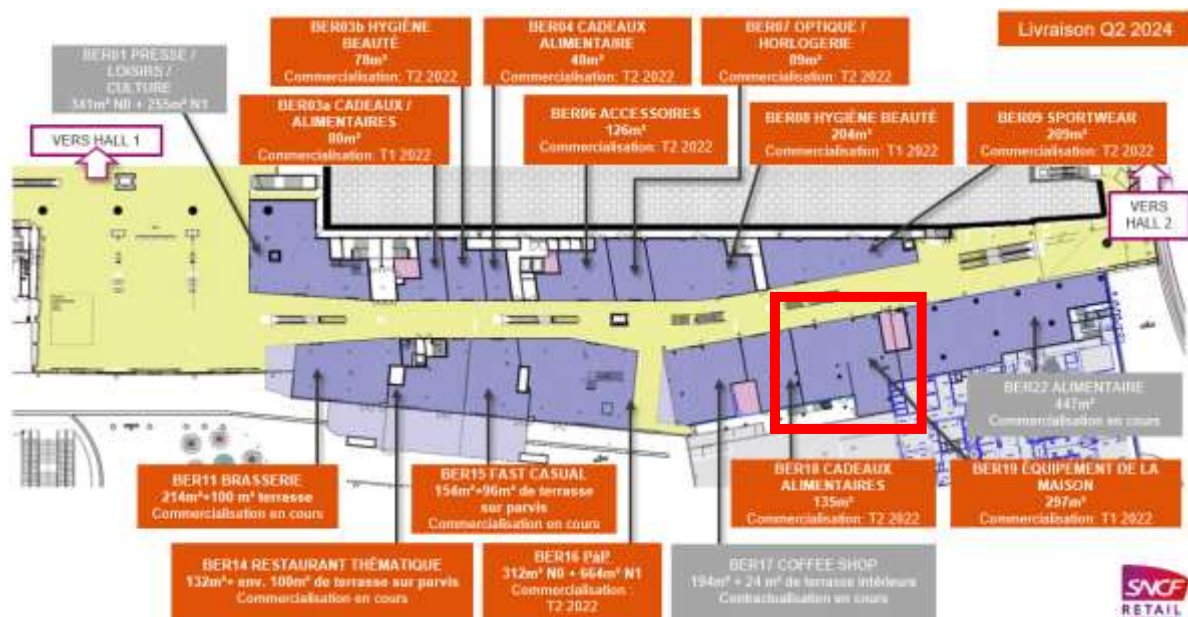 BER03b HYGIÈNE
BEAUTÉ
78m²
Commercialisation: T2 2022
BER04 CADEAUX
ALIMENTAIRE
48m²
Commercialisation: T2 2022
BER07 OPTIQUE /
HORLOGERIE
89m²
Commercialisation: T2 2022
Livraison Q2 2024
BER01 PRESSE /
LOISIRS /
CULTURE
341m² N0 + 255m² N1
BER03a CADEAUX /
ALIMENTAIRES
80m²
Commercialisation: T1 2022
BER06 ACCESSOIRES
126m²
Commercialisation: T2 2022
BER08 HYGIÈNE BEAUTÉ
204m²
Commercialisation: T1 2022
BER09 SPORTWEAR
209m²
Commercialisation: T2 2022
VERS HALL 1
VERS
HALL 2
BER22 ALIMENTAIRE
447m²
Commercialisation en cours
BER11 BRASSERIE
214m²+100 m² terrasse
Commercialisation en cours
BER15 FAST CASUAL
154m²+96m² de terrasse
sur parvis
Commercialisation en cours
BER18 CADEAUX
ALIMENTAIRES
135m²
Commercialisation: T2 2022
BER19 ÉQUIPEMENT DE LA
MAISON
297m²
Commercialisation: T1 2022
BER14 RESTAURANT THÉMATIQUE
132m²+ env. 100m² de terrasse sur parvis
Commercialisation en cours
BER16 PàP
312m² N0 + 664m² N1
Commercialisation :
T2 2022
BER17 COFFEE SHOP
194m² + 24 m² de terrasse intérieure
Contractualisation en cours
SNCF
RETAIL